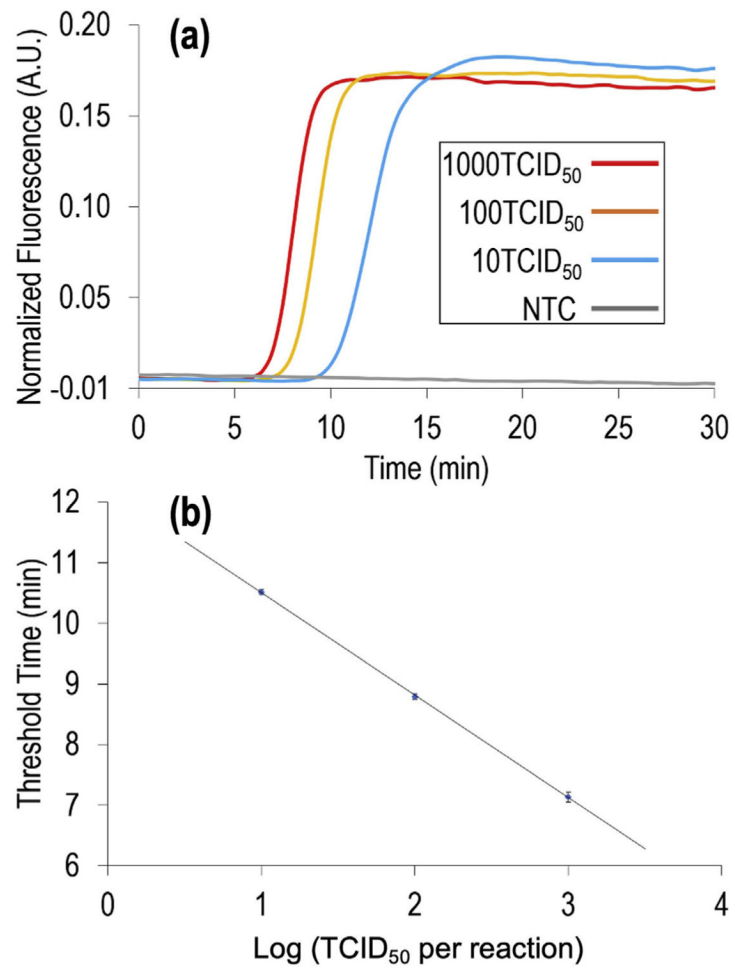 (a)
Normalized Fluorescence (A.U.)
0.20
0.15
0.10
0.05
-0.01
1000TCID₅₀
100TCID₅₀
10TCID₅₀
NTC
0 5 10 15 20 25 30
Time (min)
(b)
Threshold Time (min)
12
11
10
9
8
7
6
0 1 2 3 4
Log (TCID₅₀ per reaction)